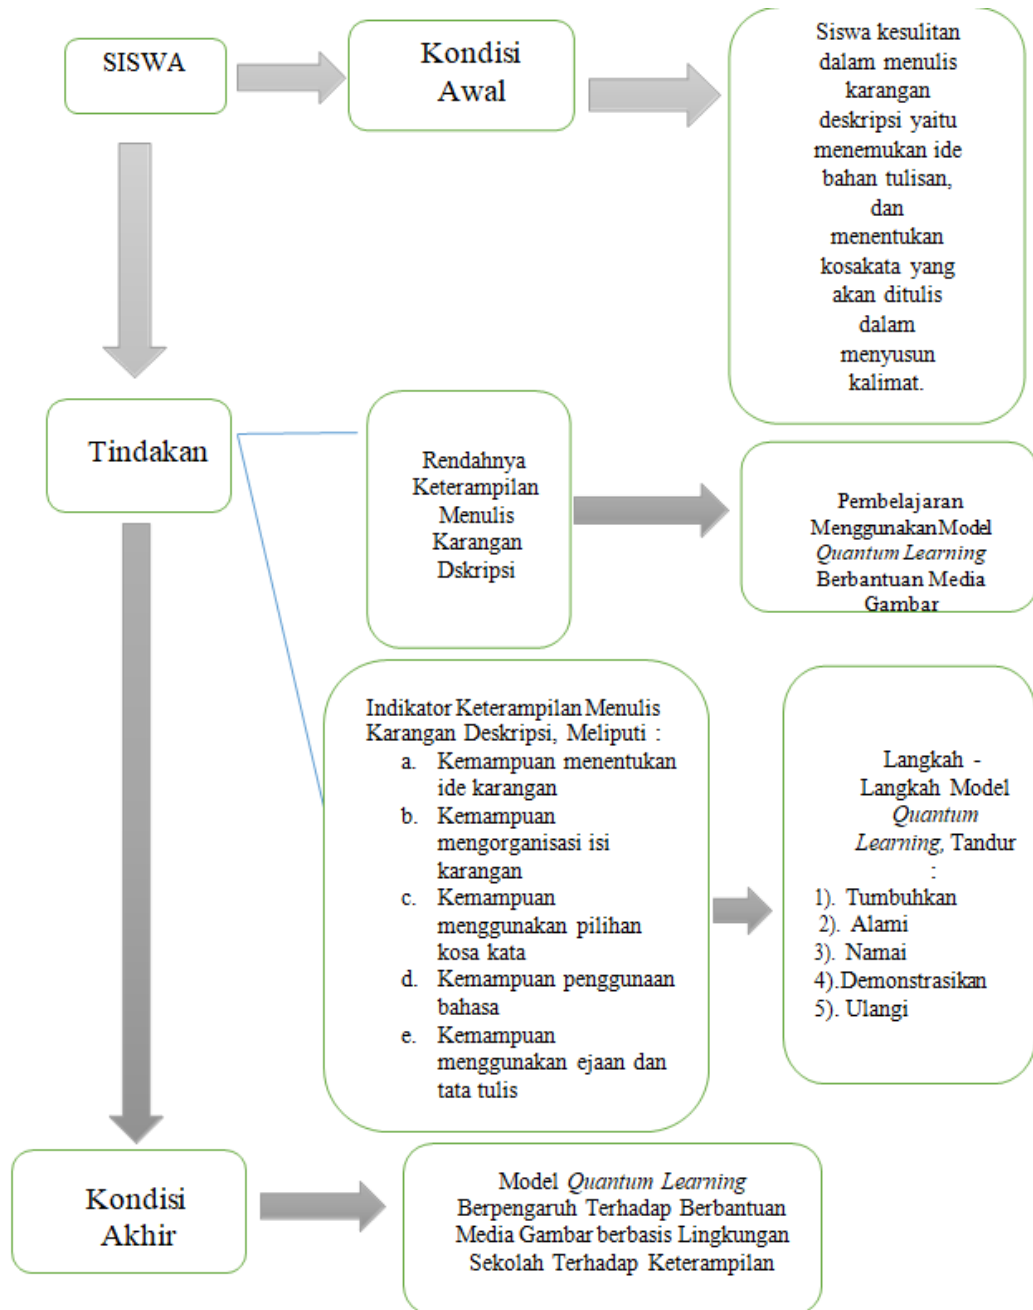 SISWA
Kondisi
Awal
Siswa kesulitan
dalam menulis
karangan
deskripsi yaitu
menemukan ide
bahan tulisan,
dan
menentukan
kosakata yang
akan ditulis
dalam
menyusun
kalimat.
Tindakan
Rendahnya
Keterampilan
Menulis
Karangan
Dskripsi
Pembelajaran
Menggunakan Model
Quantum Learning
Berbantuan Media
Gambar
Indikator Keterampilan Menulis
Karangan Deskripsi, Meliputi :
a. Kemampuan menentukan
ide karangan
b. Kemampuan
mengorganisasi isi
karangan
c. Kemampuan
menggunakan pilihan
kosa kata
d. Kemampuan penggunaan
bahasa
e. Kemampuan
menggunakan ejaan dan
tata tulis
Langkah -
Langkah Model
Quantum
Learning, Tandur
:
1). Tumbuhkan
2). Alami
3). Namai
4).Demonstrasikan
5). Ulangi
Kondisi
Akhir
Model Quantum Learning
Berpengaruh Terhadap Berbantuan
Media Gambar berbasis Lingkungan
Sekolah Terhadap Keterampilan